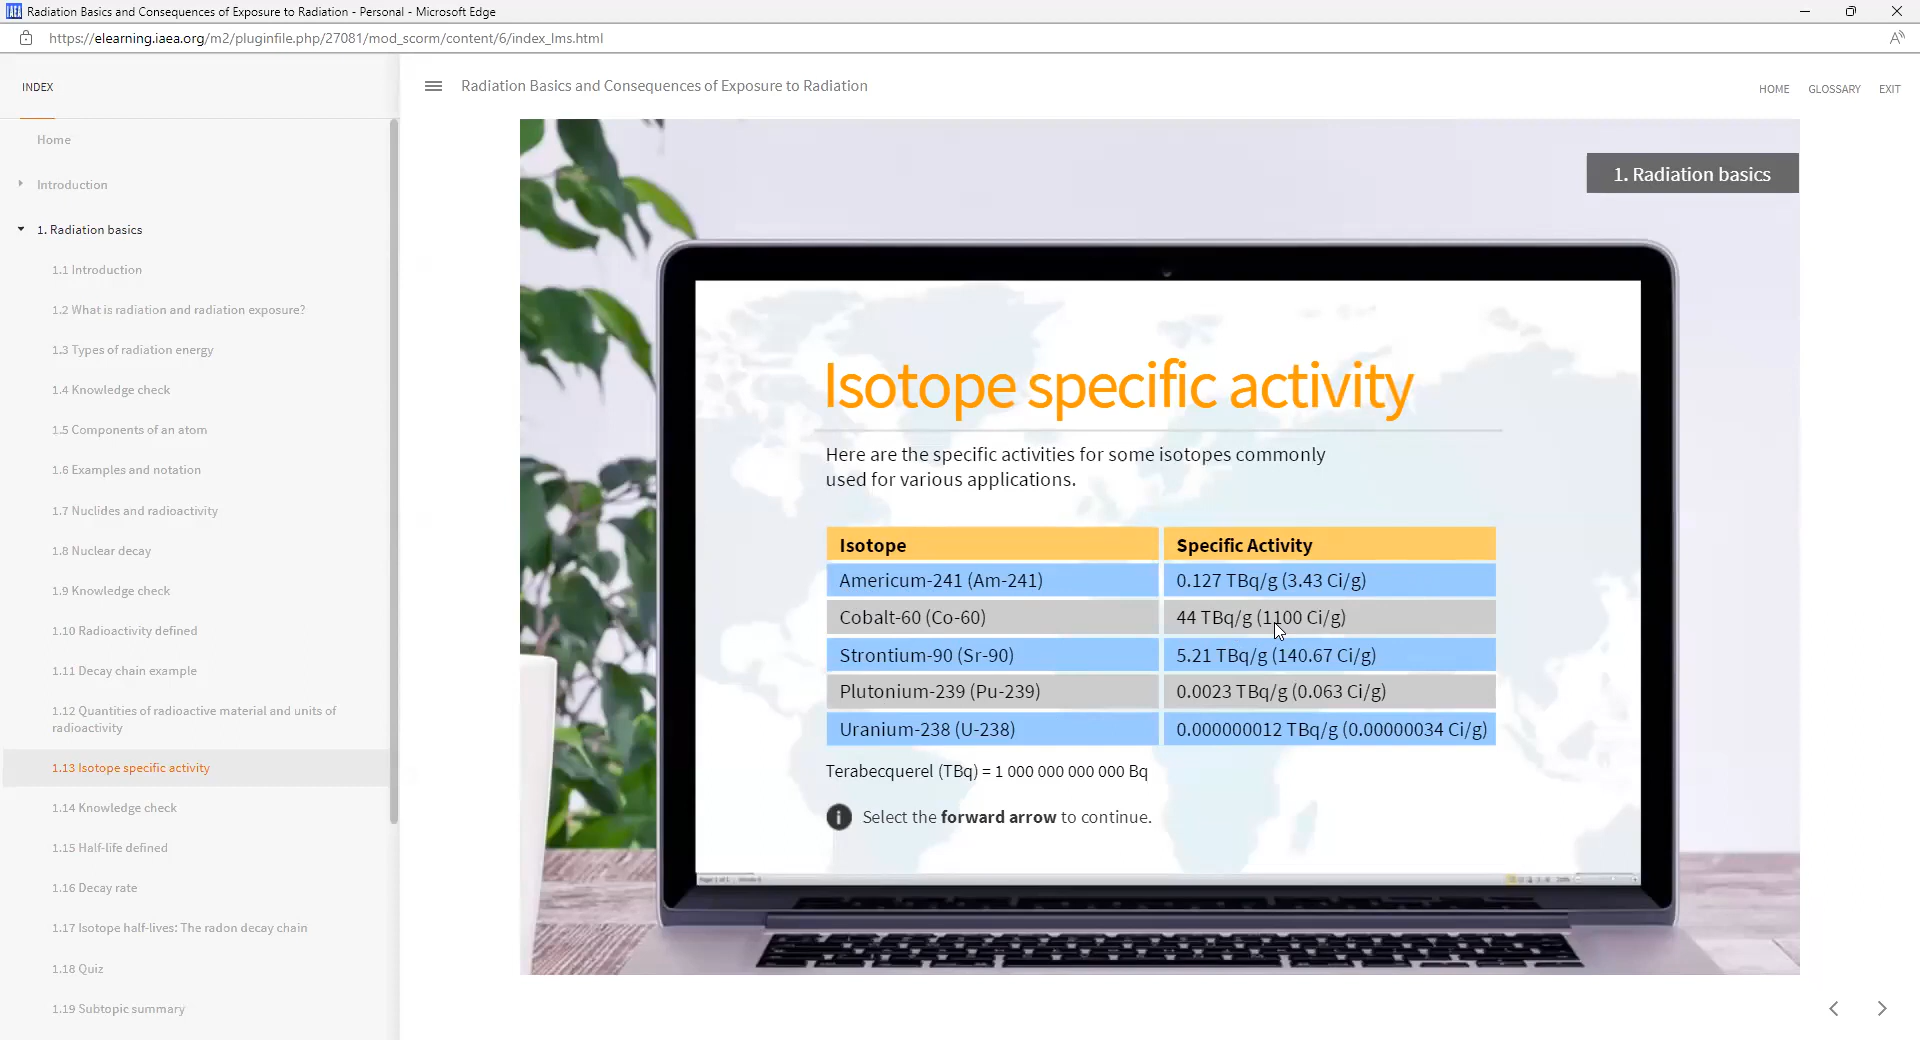 Radiation Basics and Consequences of Exposure to Radiation - Personal - Microsoft Edge
https://elearning.iaea.org/m2/pluginfile.php/27081/mod_scorm/content/6/index_lms.html
INDEX
Radiation Basics and Consequences of Exposure to Radiation
HOME GLOSSARY EXIT
Home
Introduction
1. Radiation basics
1.1 Introduction
1.2 What is radiation and radiation exposure?
1.3 Types of radiation energy
1.4 Knowledge check
1.5 Components of an atom
1.6 Examples and notation
1.7 Nuclides and radioactivity
1.8 Nuclear decay
1.9 Knowledge check
1.10 Radioactivity defined
1.11 Decay chain example
1.12 Quantities of radioactive material and units of
radioactivity
1.13 Isotope specific activity
1.14 Knowledge check
1.15 Half-life defined
1.16 Decay rate
1.17 Isotope half-lives: The radon decay chain
1.18 Quiz
1.19 Subtopic summary
1. Radiation basics
Isotope specific activity
Here are the specific activities for some isotopes commonly
used for various applications.
Isotope Specific Activity
Americum-241 (Am-241) 0.127 TBq/g (3.43 Ci/g)
Cobalt-60 (Co-60) 44 TBq/g (1100 Ci/g)
Strontium-90 (Sr-90) 5.21 TBq/g (140.67 Ci/g)
Plutonium-239 (Pu-239) 0.0023 TBq/g (0.063 Ci/g)
Uranium-238 (U-238) 0.000000012 TBq/g (0.00000034 Ci/g)
Terabecquerel (TBq) = 1 000 000 000 000 Bq
Select the forward arrow to continue.